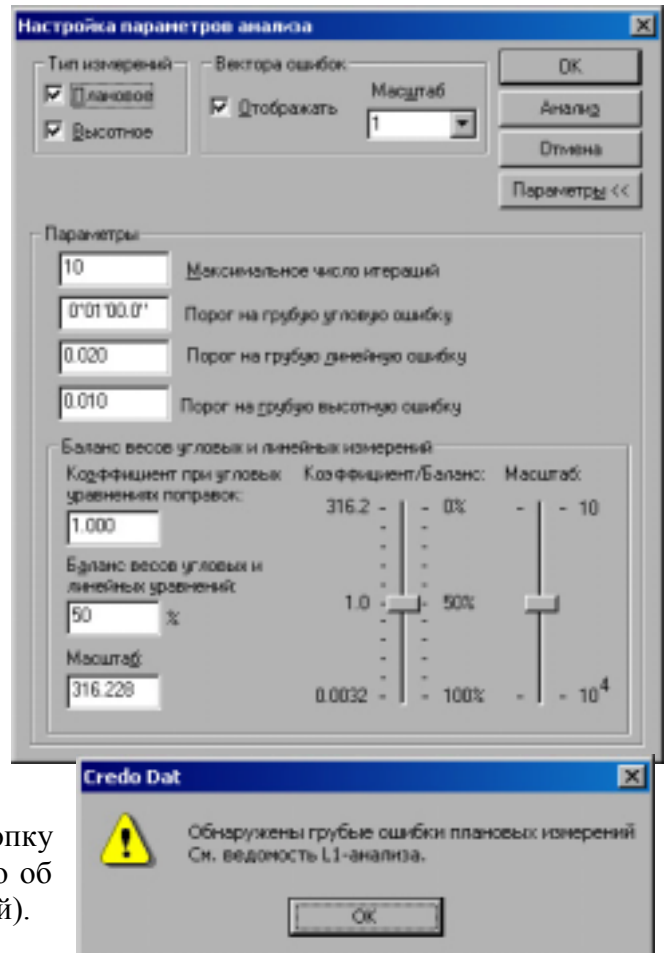 Настройка параметров анализа
Тип измерений
Плановое
Высотное
Вектора ошибок
Отображать
Масштаб
1
OK
Анализ
Отмена
Параметры <<
Параметры
10 Максимальное число итераций
0°01'00.0'' Порог на грубую угловую ошибку
0.020 Порог на грубую линейную ошибку
0.010 Порог на грубую высотную ошибку
Баланс весов угловых и линейных измерений
Коэффициент при угловых
уравнениях поправок:
1.000
Баланс весов угловых и
линейных уравнений:
50 %
Масштаб:
316.228
Коэффициент/Баланс:
316.2 0%
1.0 50%
0.0032 100%
Масштаб:
10
10⁴
Credo Dat
Обнаружены грубые ошибки плановых измерений
См. ведомость L1-анализа.
OK
опку
о об
й).